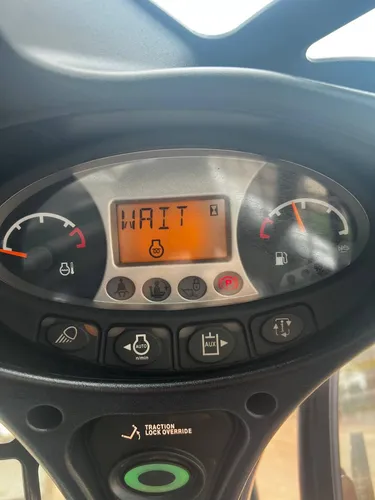 WAIT
P
AUTO
AUX
TRACTION
LOCK OVERRIDE